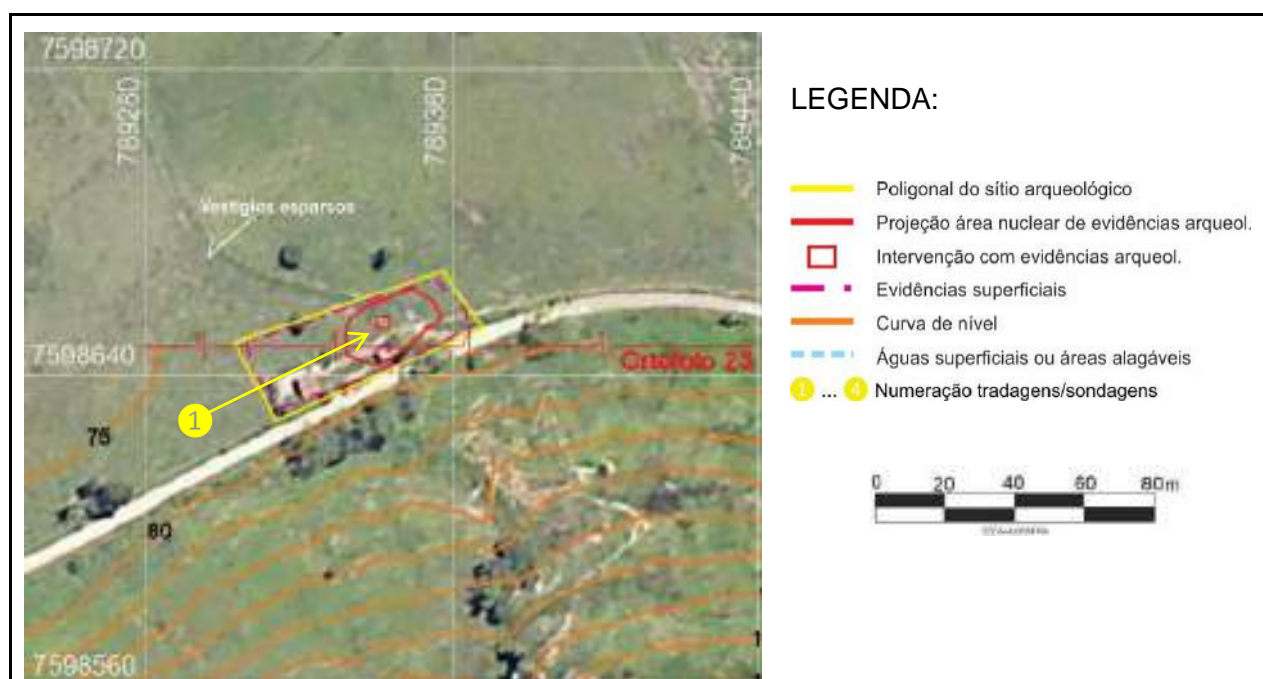 7598720
789280
789360
789440
Vestígios esparsos
7598640
Ortofoto 23
1
75
80
7598560
LEGENDA:
Poligonal do sítio arqueológico
Projeção área nuclear de evidências arqueol.
Intervenção com evidências arqueol.
Evidências superficiais
Curva de nível
Águas superficiais ou áreas alagáveis
1 ... 4 Numeração tradagens/sondagens
0 20 40 60 80m